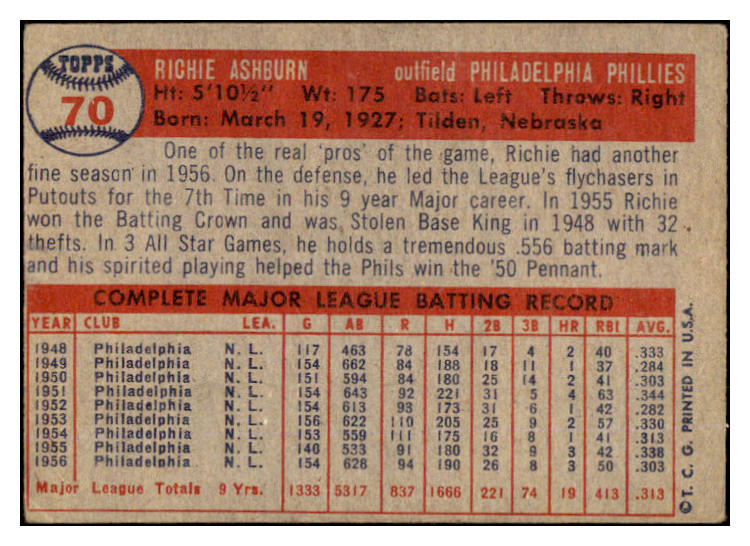 TOPPS
70
RICHIE ASHBURN outfield PHILADELPHIA PHILLIES
Ht: 5'10½" Wt: 175 Bats: Left Throws: Right
Born: March 19, 1927; Tilden, Nebraska
One of the real 'pros' of the game, Richie had another
fine season in 1956. On the defense, he led the League's flychasers in
Putouts for the 7th Time in his 9 year Major career. In 1955 Richie
won the Batting Crown and was Stolen Base King in 1948 with 32
thefts. In 3 All Star Games, he holds a tremendous .556 batting mark
and his spirited playing helped the Phils win the '50 Pennant.
COMPLETE MAJOR LEAGUE BATTING RECORD
YEAR CLUB LEA. G AB R H 2B 3B HR RBI AVG.
1948 Philadelphia N. L. 117 463 78 154 17 4 2 40 .333
1949 Philadelphia N. L. 154 662 84 188 18 11 1 37 .284
1950 Philadelphia N. L. 151 594 84 180 25 14 2 41 .303
1951 Philadelphia N. L. 154 643 92 221 31 5 4 63 .344
1952 Philadelphia N. L. 154 613 93 173 31 6 1 42 .282
1953 Philadelphia N. L. 156 622 110 205 25 9 2 57 .330
1954 Philadelphia N. L. 153 559 111 175 16 8 1 41 .313
1955 Philadelphia N. L. 140 533 91 180 32 9 3 42 .338
1956 Philadelphia N. L. 154 628 94 190 26 8 3 50 .303
Major League Totals 9 Yrs. 1333 5317 837 1666 221 74 19 413 .313
©T. C. G. PRINTED IN U.S.A.